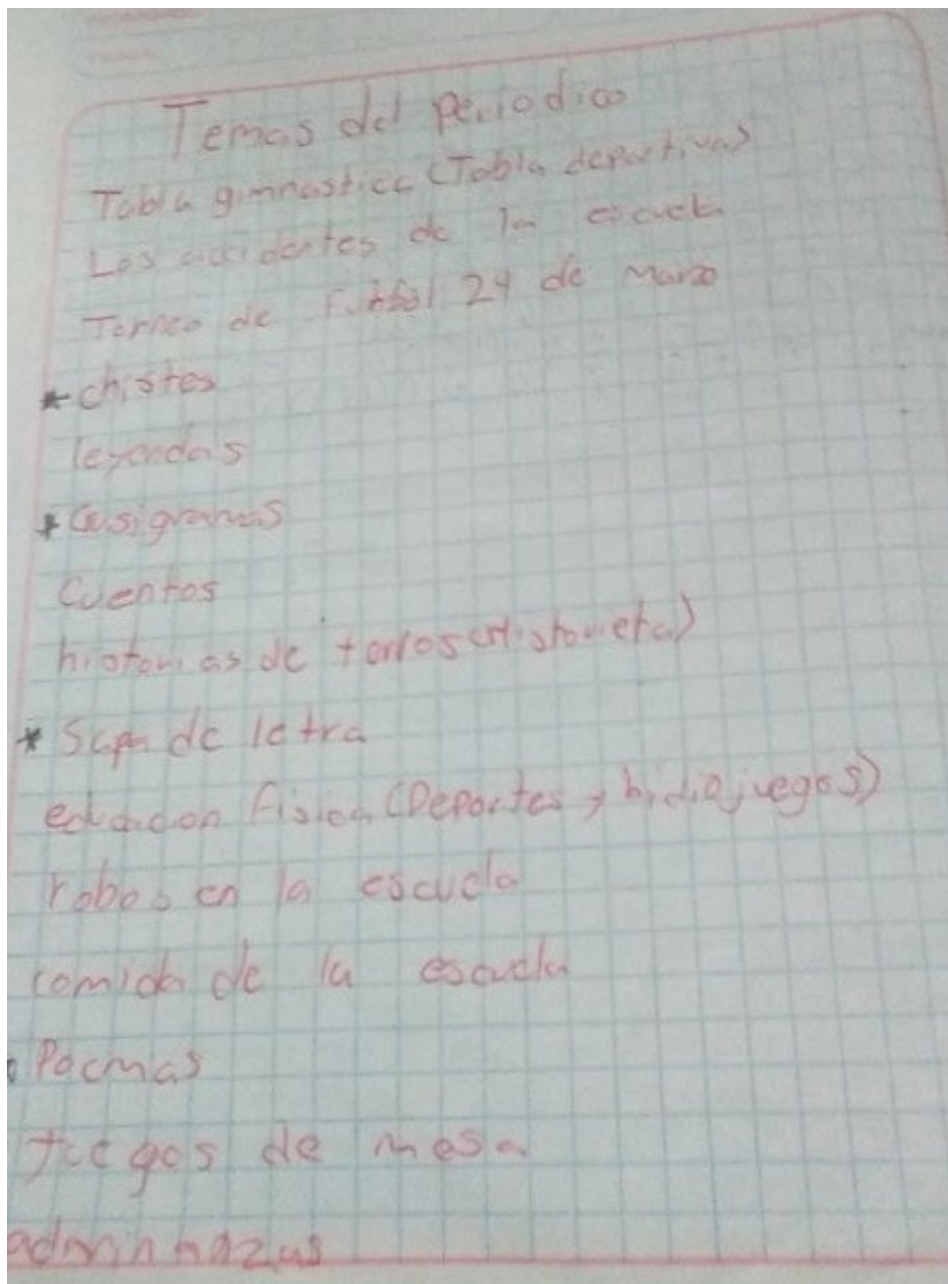 Temas del Periodico
Tabla gimnastica (Tabla deportivas)
Los accidentes de la escuela
Torneo de Futbol 24 de Marzo
* chistes
leyendas
* Cusigramas
Cuentos
historias de terror (historieta)
* Sopa de letra
educacion fisica (Deportes y bidiojuegos)
robos en la escuela
comida de la escuela
Poemas
Juegos de mesa
adminnazas